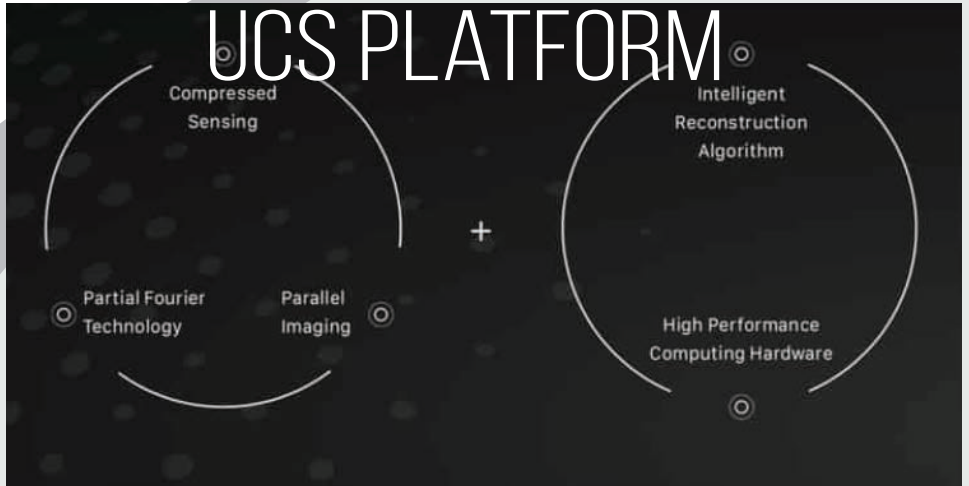 UCS PLATFORM
Compressed
Sensing
Partial Fourier
Technology
Parallel
Imaging
+
Intelligent
Reconstruction
Algorithm
High Performance
Computing Hardware